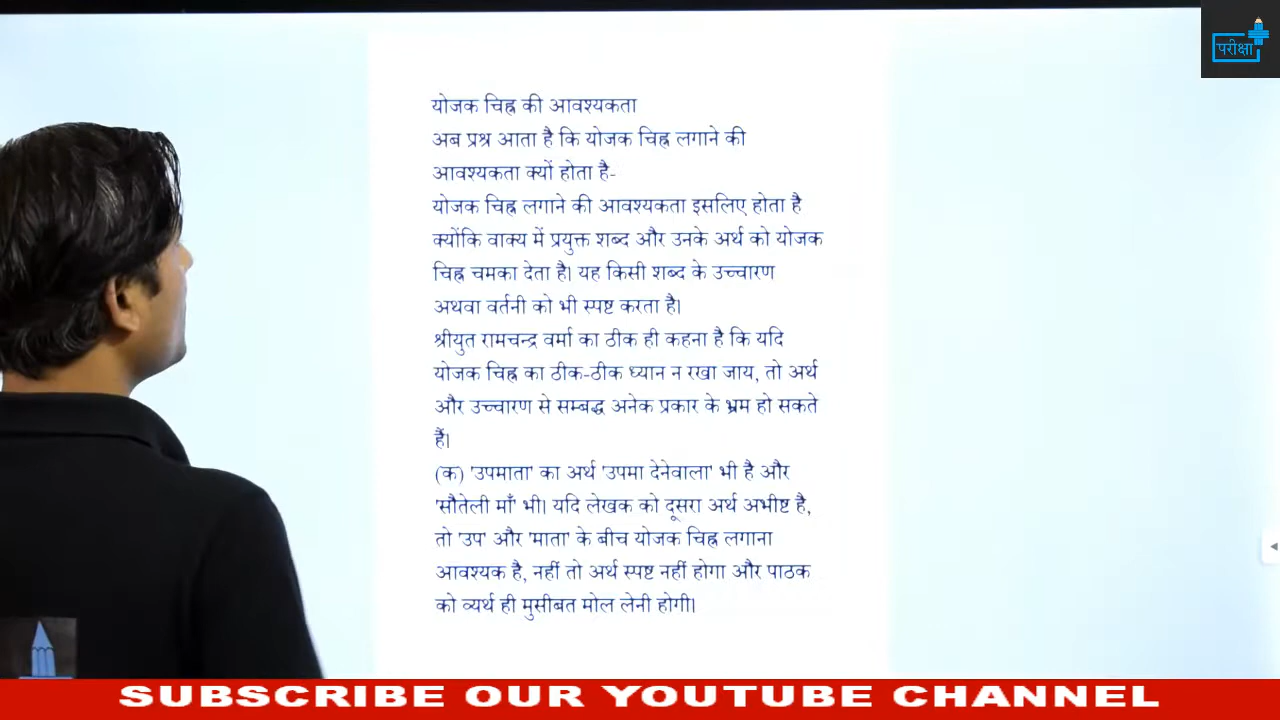 परीक्षा
योजक चिह्न की आवश्यकता
अब प्रश्न आता है कि योजक चिह्न लगाने की
आवश्यकता क्यों होता है-
योजक चिह्न लगाने की आवश्यकता इसलिए होता है
क्योंकि वाक्य में प्रयुक्त शब्द और उनके अर्थ को योजक
चिह्न चमका देता है। यह किसी शब्द के उच्चारण
अथवा वर्तनी को भी स्पष्ट करता है।
श्रीयुत रामचन्द्र वर्मा का ठीक ही कहना है कि यदि
योजक चिह्न का ठीक-ठीक ध्यान न रखा जाय, तो अर्थ
और उच्चारण से सम्बद्ध अनेक प्रकार के भ्रम हो सकते
हैं।
(क) 'उपमाता' का अर्थ 'उपमा देनेवाला' भी है और
'सौतेली माँ' भी। यदि लेखक को दूसरा अर्थ अभीष्ट है,
तो 'उप' और 'माता' के बीच योजक चिह्न लगाना
आवश्यक है, नहीं तो अर्थ स्पष्ट नहीं होगा और पाठक
को व्यर्थ ही मुसीबत मोल लेनी होगी।
SUBSCRIBE OUR YOUTUBE CHANNEL